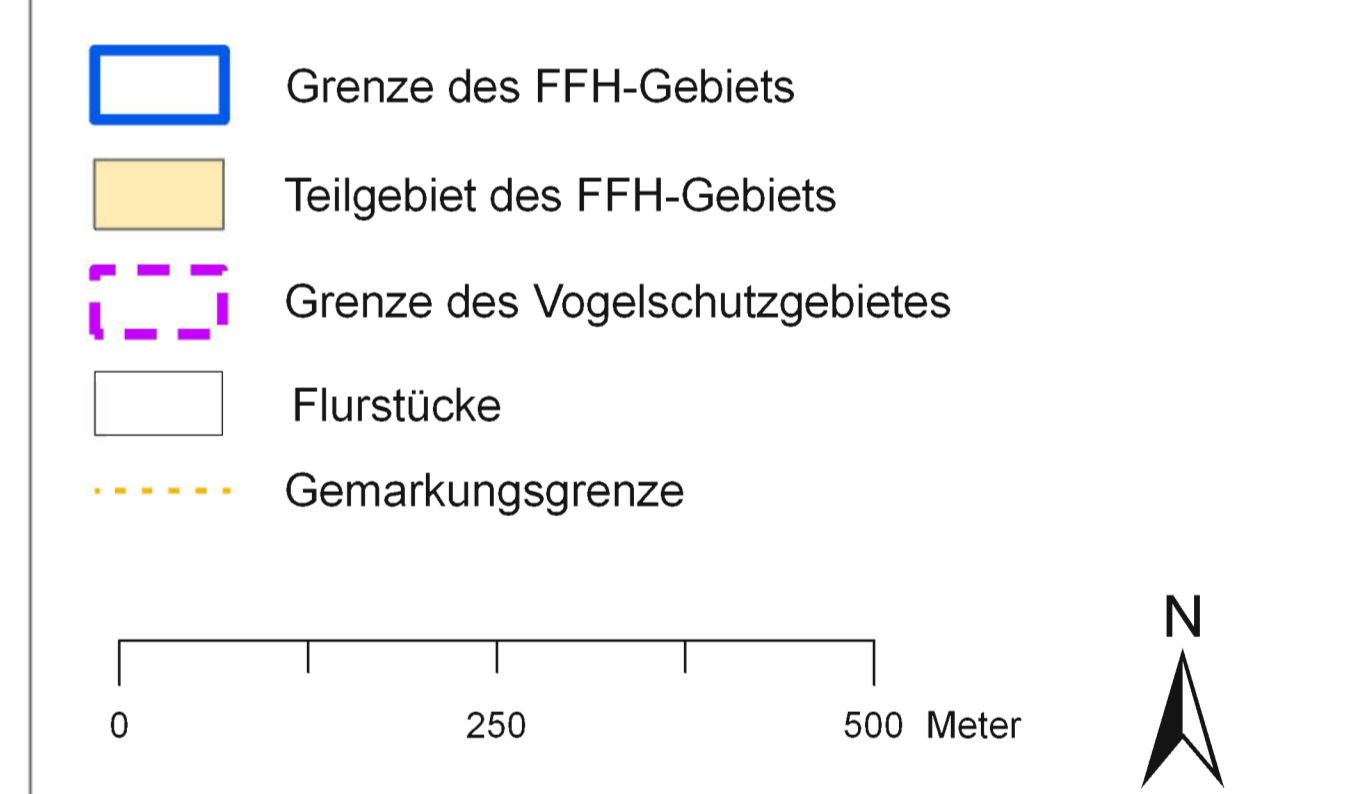 Grenze des FFH-Gebiets
Teilgebiet des FFH-Gebiets
Grenze des Vogelschutzgebietes
Flurstücke
Gemarkungsgrenze
N
0 250 500 Meter